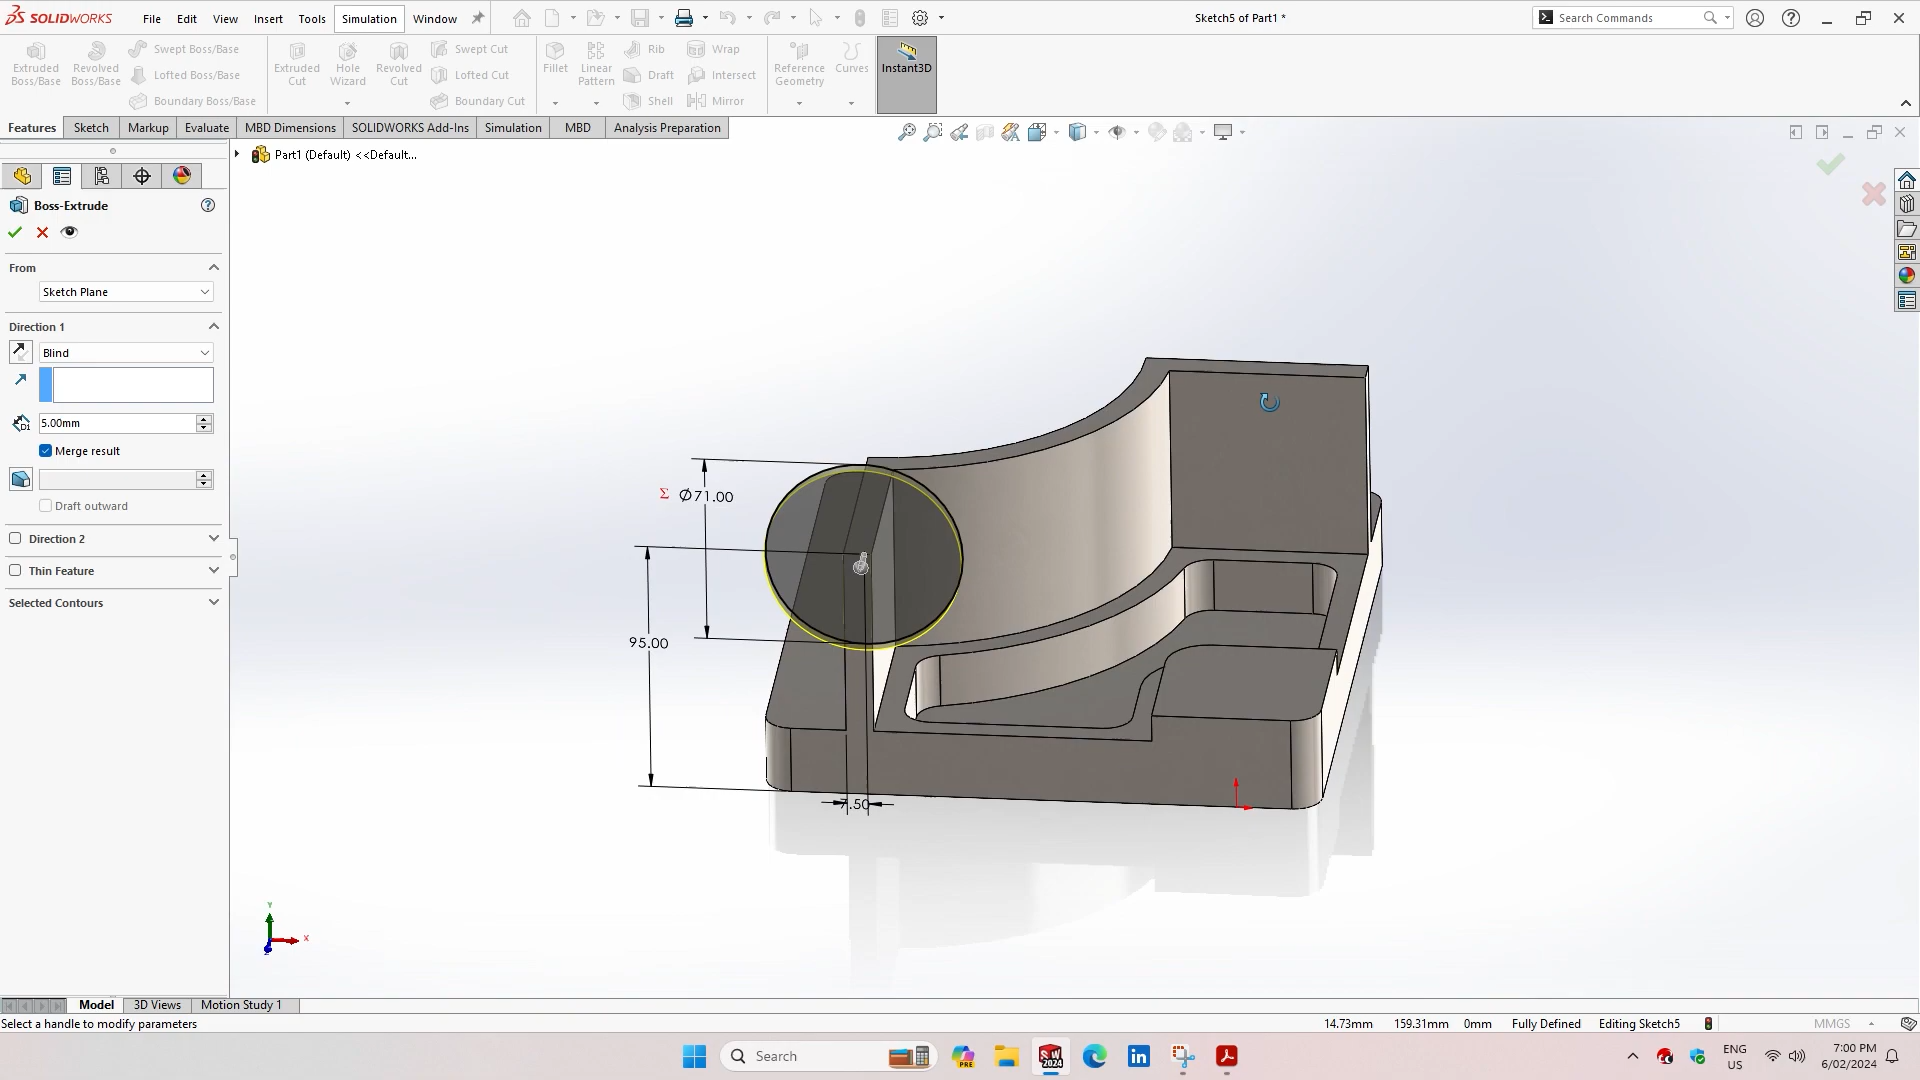 SOLIDWORKS
File Edit View Insert Tools Simulation Window
Sketch5 of Part1 *
Search Commands
Extruded Boss/Base
Revolved Boss/Base
Swept Boss/Base
Lofted Boss/Base
Boundary Boss/Base
Extruded Cut
Hole Wizard
Revolved Cut
Swept Cut
Lofted Cut
Boundary Cut
Fillet
Linear Pattern
Rib
Draft
Shell
Wrap
Intersect
Mirror
Reference Geometry
Curves
Instant3D
Features Sketch Markup Evaluate MBD Dimensions SOLIDWORKS Add-Ins Simulation MBD Analysis Preparation
Part1 (Default) <<Default...
Boss-Extrude
From
Sketch Plane
Direction 1
Blind
D1
5.00mm
Merge result
Draft outward
Direction 2
Thin Feature
Selected Contours
Σ Ø71.00
95.00
7.50
Y
X
Z
Model 3D Views Motion Study 1
Select a handle to modify parameters
14.73mm 159.31mm 0mm Fully Defined Editing Sketch5 MMGS
Search
PRE
SW
2024
in
ENG
US
7:00 PM
6/02/2024